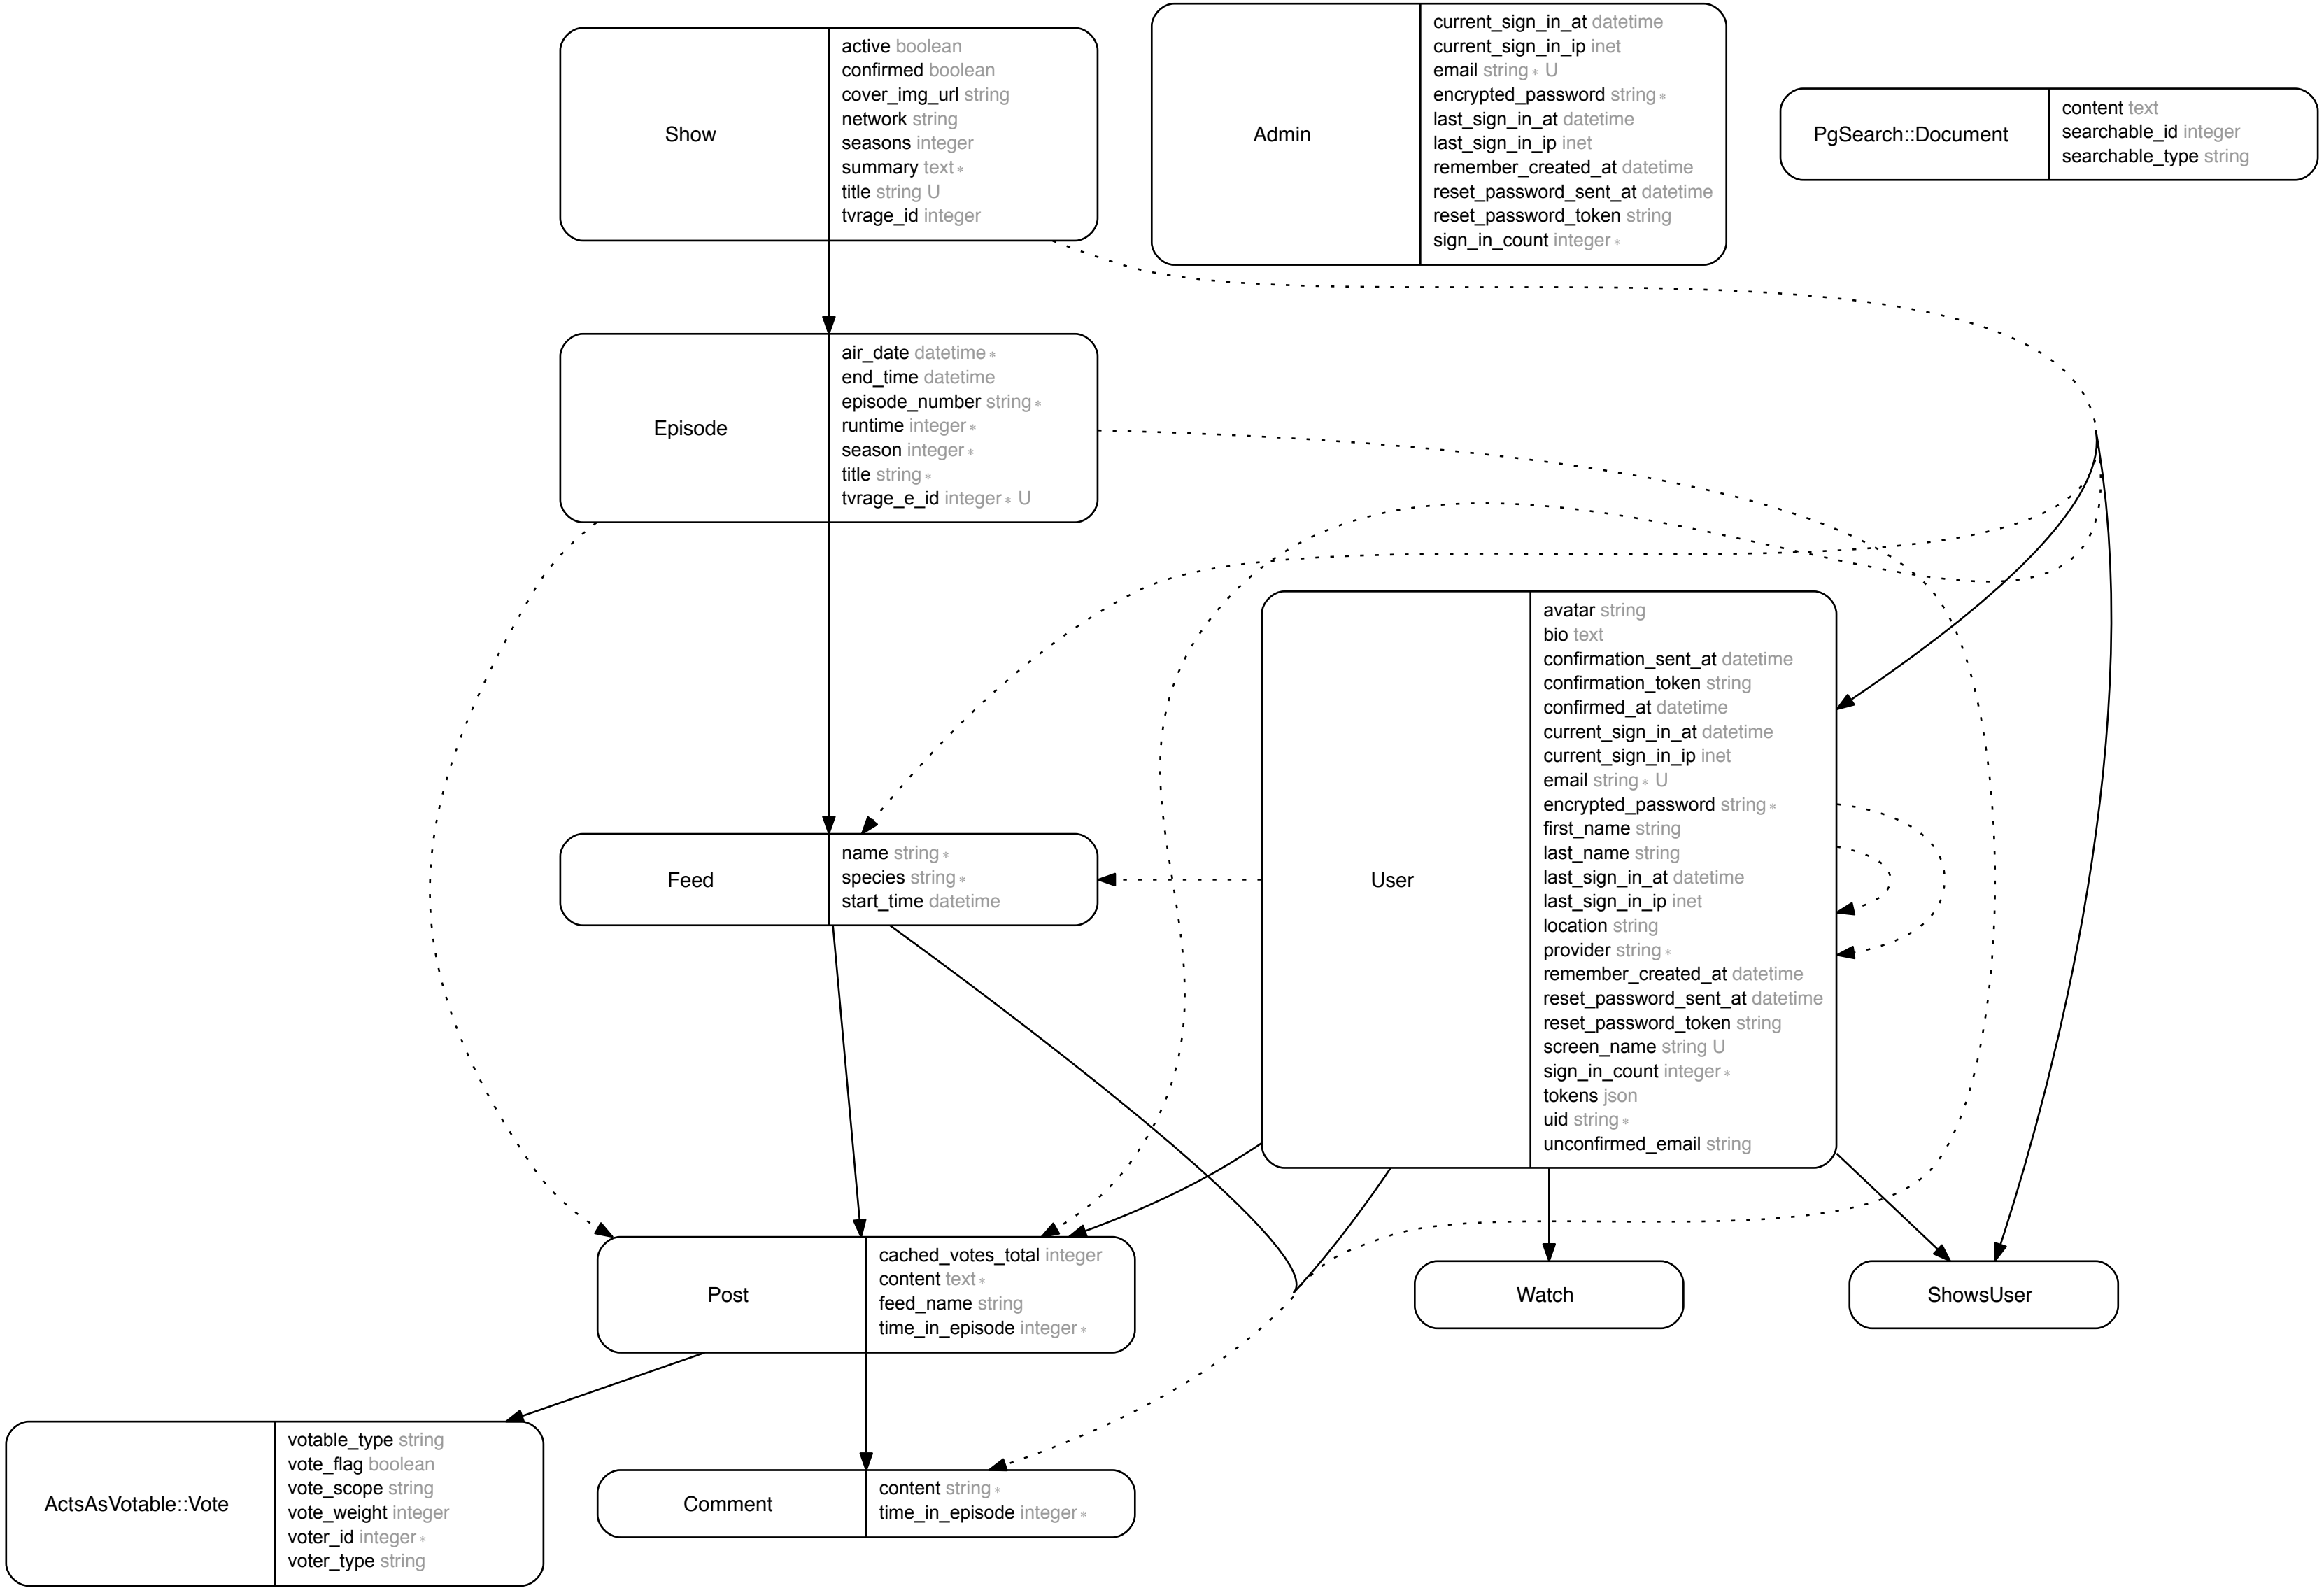 Show
active boolean
confirmed boolean
cover_img_url string
network string
seasons integer
summary text *
title string U
tvrage_id integer
Admin
current_sign_in_at datetime
current_sign_in_ip inet
email string * U
encrypted_password string *
last_sign_in_at datetime
last_sign_in_ip inet
remember_created_at datetime
reset_password_sent_at datetime
reset_password_token string
sign_in_count integer *
PgSearch::Document
content text
searchable_id integer
searchable_type string
Episode
air_date datetime *
end_time datetime
episode_number string *
runtime integer *
season integer *
title string *
tvrage_e_id integer * U
Feed
name string *
species string *
start_time datetime
User
avatar string
bio text
confirmation_sent_at datetime
confirmation_token string
confirmed_at datetime
current_sign_in_at datetime
current_sign_in_ip inet
email string * U
encrypted_password string *
first_name string
last_name string
last_sign_in_at datetime
last_sign_in_ip inet
location string
provider string *
remember_created_at datetime
reset_password_sent_at datetime
reset_password_token string
screen_name string U
sign_in_count integer *
tokens json
uid string *
unconfirmed_email string
Post
cached_votes_total integer
content text *
feed_name string
time_in_episode integer *
Watch
ShowsUser
ActsAsVotable::Vote
votable_type string
vote_flag boolean
vote_scope string
vote_weight integer
voter_id integer *
voter_type string
Comment
content string *
time_in_episode integer *